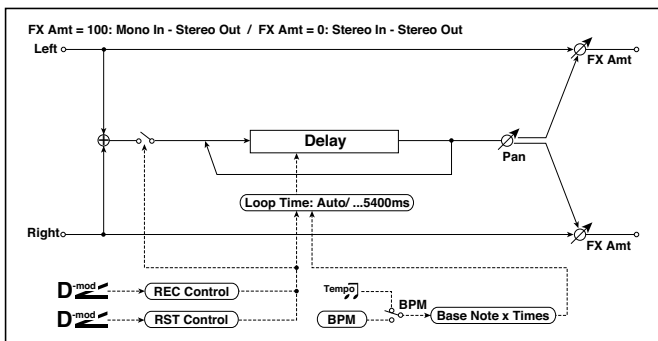 FX Amt = 100: Mono In - Stereo Out / FX Amt = 0: Stereo In - Stereo Out
Left
FX Amt
Delay
Pan
Loop Time: Auto/ ...5400ms
Right
FX Amt
D-mod
REC Control
Tempo
BPM
D-mod
RST Control
BPM
Base Note x Times